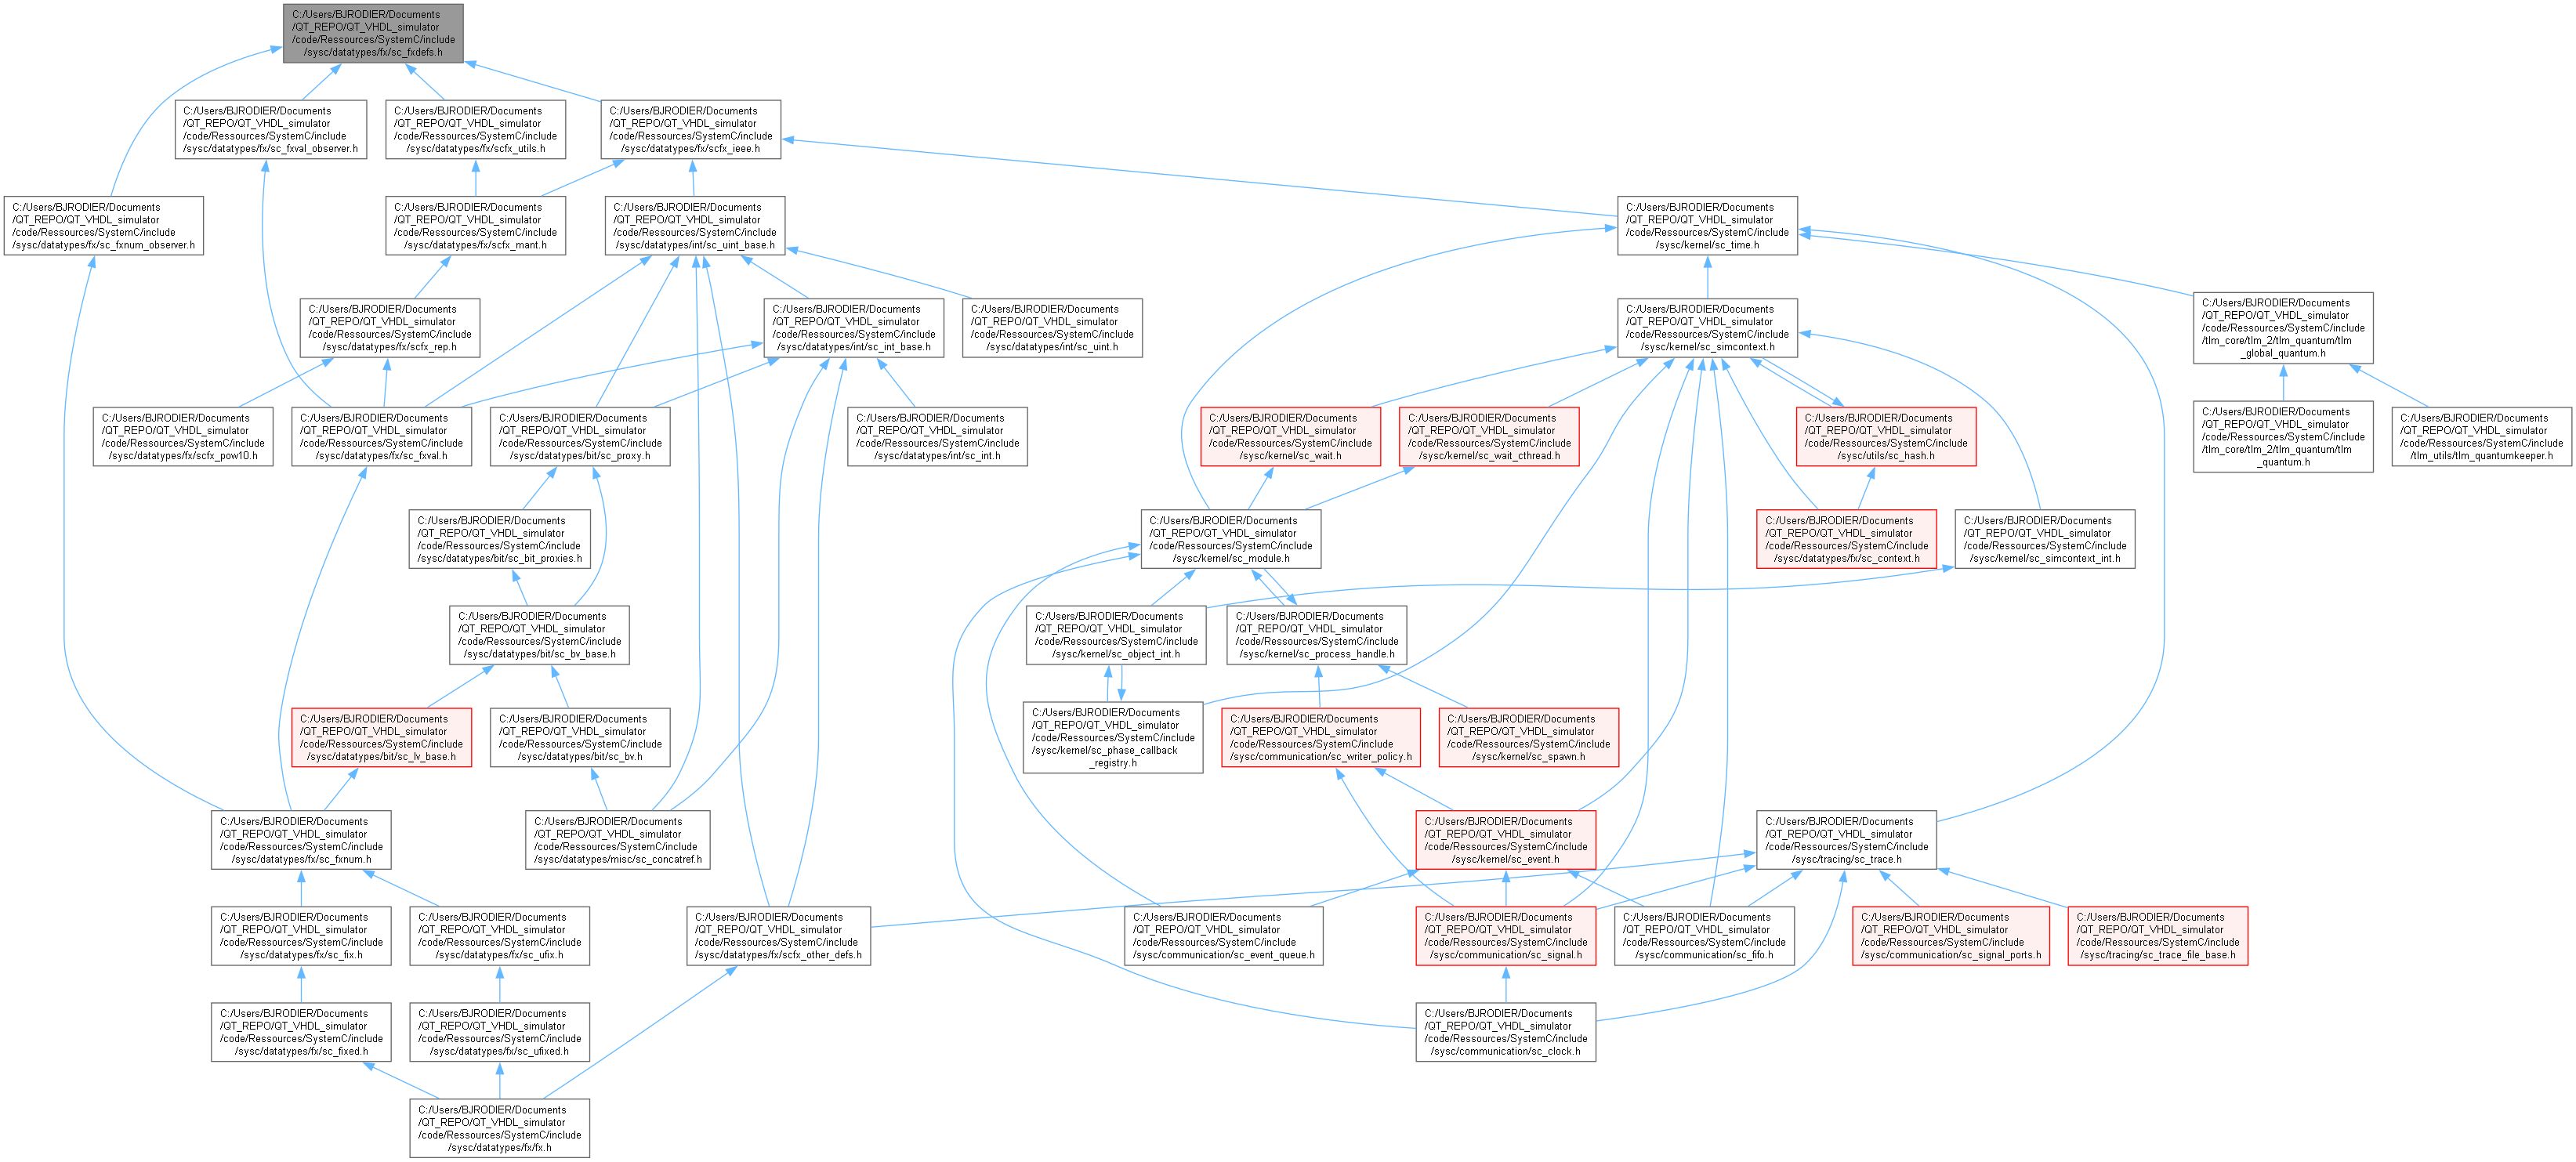 C:/Users/BJRODIER/Documents
/QT_REPO/QT_VHDL_simulator
/code/Ressources/SystemC/include
/sysc/datatypes/fx/sc_fxdefs.h
C:/Users/BJRODIER/Documents
/QT_REPO/QT_VHDL_simulator
/code/Ressources/SystemC/include
/sysc/datatypes/fx/sc_fxval_observer.h
C:/Users/BJRODIER/Documents
/QT_REPO/QT_VHDL_simulator
/code/Ressources/SystemC/include
/sysc/datatypes/fx/scfx_utils.h
C:/Users/BJRODIER/Documents
/QT_REPO/QT_VHDL_simulator
/code/Ressources/SystemC/include
/sysc/datatypes/fx/scfx_ieee.h
C:/Users/BJRODIER/Documents
/QT_REPO/QT_VHDL_simulator
/code/Ressources/SystemC/include
/sysc/datatypes/fx/sc_fxnum_observer.h
C:/Users/BJRODIER/Documents
/QT_REPO/QT_VHDL_simulator
/code/Ressources/SystemC/include
/sysc/datatypes/fx/scfx_mant.h
C:/Users/BJRODIER/Documents
/QT_REPO/QT_VHDL_simulator
/code/Ressources/SystemC/include
/sysc/datatypes/int/sc_uint_base.h
C:/Users/BJRODIER/Documents
/QT_REPO/QT_VHDL_simulator
/code/Ressources/SystemC/include
/sysc/kernel/sc_time.h
C:/Users/BJRODIER/Documents
/QT_REPO/QT_VHDL_simulator
/code/Ressources/SystemC/include
/sysc/datatypes/fx/scfx_rep.h
C:/Users/BJRODIER/Documents
/QT_REPO/QT_VHDL_simulator
/code/Ressources/SystemC/include
/sysc/datatypes/int/sc_int_base.h
C:/Users/BJRODIER/Documents
/QT_REPO/QT_VHDL_simulator
/code/Ressources/SystemC/include
/sysc/datatypes/int/sc_uint.h
C:/Users/BJRODIER/Documents
/QT_REPO/QT_VHDL_simulator
/code/Ressources/SystemC/include
/sysc/kernel/sc_simcontext.h
C:/Users/BJRODIER/Documents
/QT_REPO/QT_VHDL_simulator
/code/Ressources/SystemC/include
/tlm_core/tlm_2/tlm_quantum/tlm
_global_quantum.h
C:/Users/BJRODIER/Documents
/QT_REPO/QT_VHDL_simulator
/code/Ressources/SystemC/include
/sysc/datatypes/fx/scfx_pow10.h
C:/Users/BJRODIER/Documents
/QT_REPO/QT_VHDL_simulator
/code/Ressources/SystemC/include
/sysc/datatypes/fx/sc_fxval.h
C:/Users/BJRODIER/Documents
/QT_REPO/QT_VHDL_simulator
/code/Ressources/SystemC/include
/sysc/datatypes/bit/sc_proxy.h
C:/Users/BJRODIER/Documents
/QT_REPO/QT_VHDL_simulator
/code/Ressources/SystemC/include
/sysc/datatypes/int/sc_int.h
C:/Users/BJRODIER/Documents
/QT_REPO/QT_VHDL_simulator
/code/Ressources/SystemC/include
/sysc/kernel/sc_wait.h
C:/Users/BJRODIER/Documents
/QT_REPO/QT_VHDL_simulator
/code/Ressources/SystemC/include
/sysc/kernel/sc_wait_cthread.h
C:/Users/BJRODIER/Documents
/QT_REPO/QT_VHDL_simulator
/code/Ressources/SystemC/include
/sysc/utils/sc_hash.h
C:/Users/BJRODIER/Documents
/QT_REPO/QT_VHDL_simulator
/code/Ressources/SystemC/include
/tlm_core/tlm_2/tlm_quantum/tlm
_quantum.h
C:/Users/BJRODIER/Documents
/QT_REPO/QT_VHDL_simulator
/code/Ressources/SystemC/include
/tlm_utils/tlm_quantumkeeper.h
C:/Users/BJRODIER/Documents
/QT_REPO/QT_VHDL_simulator
/code/Ressources/SystemC/include
/sysc/datatypes/bit/sc_bit_proxies.h
C:/Users/BJRODIER/Documents
/QT_REPO/QT_VHDL_simulator
/code/Ressources/SystemC/include
/sysc/kernel/sc_module.h
C:/Users/BJRODIER/Documents
/QT_REPO/QT_VHDL_simulator
/code/Ressources/SystemC/include
/sysc/datatypes/fx/sc_context.h
C:/Users/BJRODIER/Documents
/QT_REPO/QT_VHDL_simulator
/code/Ressources/SystemC/include
/sysc/kernel/sc_simcontext_int.h
C:/Users/BJRODIER/Documents
/QT_REPO/QT_VHDL_simulator
/code/Ressources/SystemC/include
/sysc/datatypes/bit/sc_bv_base.h
C:/Users/BJRODIER/Documents
/QT_REPO/QT_VHDL_simulator
/code/Ressources/SystemC/include
/sysc/kernel/sc_object_int.h
C:/Users/BJRODIER/Documents
/QT_REPO/QT_VHDL_simulator
/code/Ressources/SystemC/include
/sysc/kernel/sc_process_handle.h
C:/Users/BJRODIER/Documents
/QT_REPO/QT_VHDL_simulator
/code/Ressources/SystemC/include
/sysc/datatypes/bit/sc_lv_base.h
C:/Users/BJRODIER/Documents
/QT_REPO/QT_VHDL_simulator
/code/Ressources/SystemC/include
/sysc/datatypes/bit/sc_bv.h
C:/Users/BJRODIER/Documents
/QT_REPO/QT_VHDL_simulator
/code/Ressources/SystemC/include
/sysc/kernel/sc_phase_callback
_registry.h
C:/Users/BJRODIER/Documents
/QT_REPO/QT_VHDL_simulator
/code/Ressources/SystemC/include
/sysc/communication/sc_writer_policy.h
C:/Users/BJRODIER/Documents
/QT_REPO/QT_VHDL_simulator
/code/Ressources/SystemC/include
/sysc/kernel/sc_spawn.h
C:/Users/BJRODIER/Documents
/QT_REPO/QT_VHDL_simulator
/code/Ressources/SystemC/include
/sysc/datatypes/fx/sc_fxnum.h
C:/Users/BJRODIER/Documents
/QT_REPO/QT_VHDL_simulator
/code/Ressources/SystemC/include
/sysc/datatypes/misc/sc_concatref.h
C:/Users/BJRODIER/Documents
/QT_REPO/QT_VHDL_simulator
/code/Ressources/SystemC/include
/sysc/kernel/sc_event.h
C:/Users/BJRODIER/Documents
/QT_REPO/QT_VHDL_simulator
/code/Ressources/SystemC/include
/sysc/tracing/sc_trace.h
C:/Users/BJRODIER/Documents
/QT_REPO/QT_VHDL_simulator
/code/Ressources/SystemC/include
/sysc/datatypes/fx/sc_fix.h
C:/Users/BJRODIER/Documents
/QT_REPO/QT_VHDL_simulator
/code/Ressources/SystemC/include
/sysc/datatypes/fx/sc_ufix.h
C:/Users/BJRODIER/Documents
/QT_REPO/QT_VHDL_simulator
/code/Ressources/SystemC/include
/sysc/datatypes/fx/scfx_other_defs.h
C:/Users/BJRODIER/Documents
/QT_REPO/QT_VHDL_simulator
/code/Ressources/SystemC/include
/sysc/communication/sc_event_queue.h
C:/Users/BJRODIER/Documents
/QT_REPO/QT_VHDL_simulator
/code/Ressources/SystemC/include
/sysc/communication/sc_signal.h
C:/Users/BJRODIER/Documents
/QT_REPO/QT_VHDL_simulator
/code/Ressources/SystemC/include
/sysc/communication/sc_fifo.h
C:/Users/BJRODIER/Documents
/QT_REPO/QT_VHDL_simulator
/code/Ressources/SystemC/include
/sysc/communication/sc_signal_ports.h
C:/Users/BJRODIER/Documents
/QT_REPO/QT_VHDL_simulator
/code/Ressources/SystemC/include
/sysc/tracing/sc_trace_file_base.h
C:/Users/BJRODIER/Documents
/QT_REPO/QT_VHDL_simulator
/code/Ressources/SystemC/include
/sysc/datatypes/fx/sc_fixed.h
C:/Users/BJRODIER/Documents
/QT_REPO/QT_VHDL_simulator
/code/Ressources/SystemC/include
/sysc/datatypes/fx/sc_ufixed.h
C:/Users/BJRODIER/Documents
/QT_REPO/QT_VHDL_simulator
/code/Ressources/SystemC/include
/sysc/communication/sc_clock.h
C:/Users/BJRODIER/Documents
/QT_REPO/QT_VHDL_simulator
/code/Ressources/SystemC/include
/sysc/datatypes/fx/fx.h